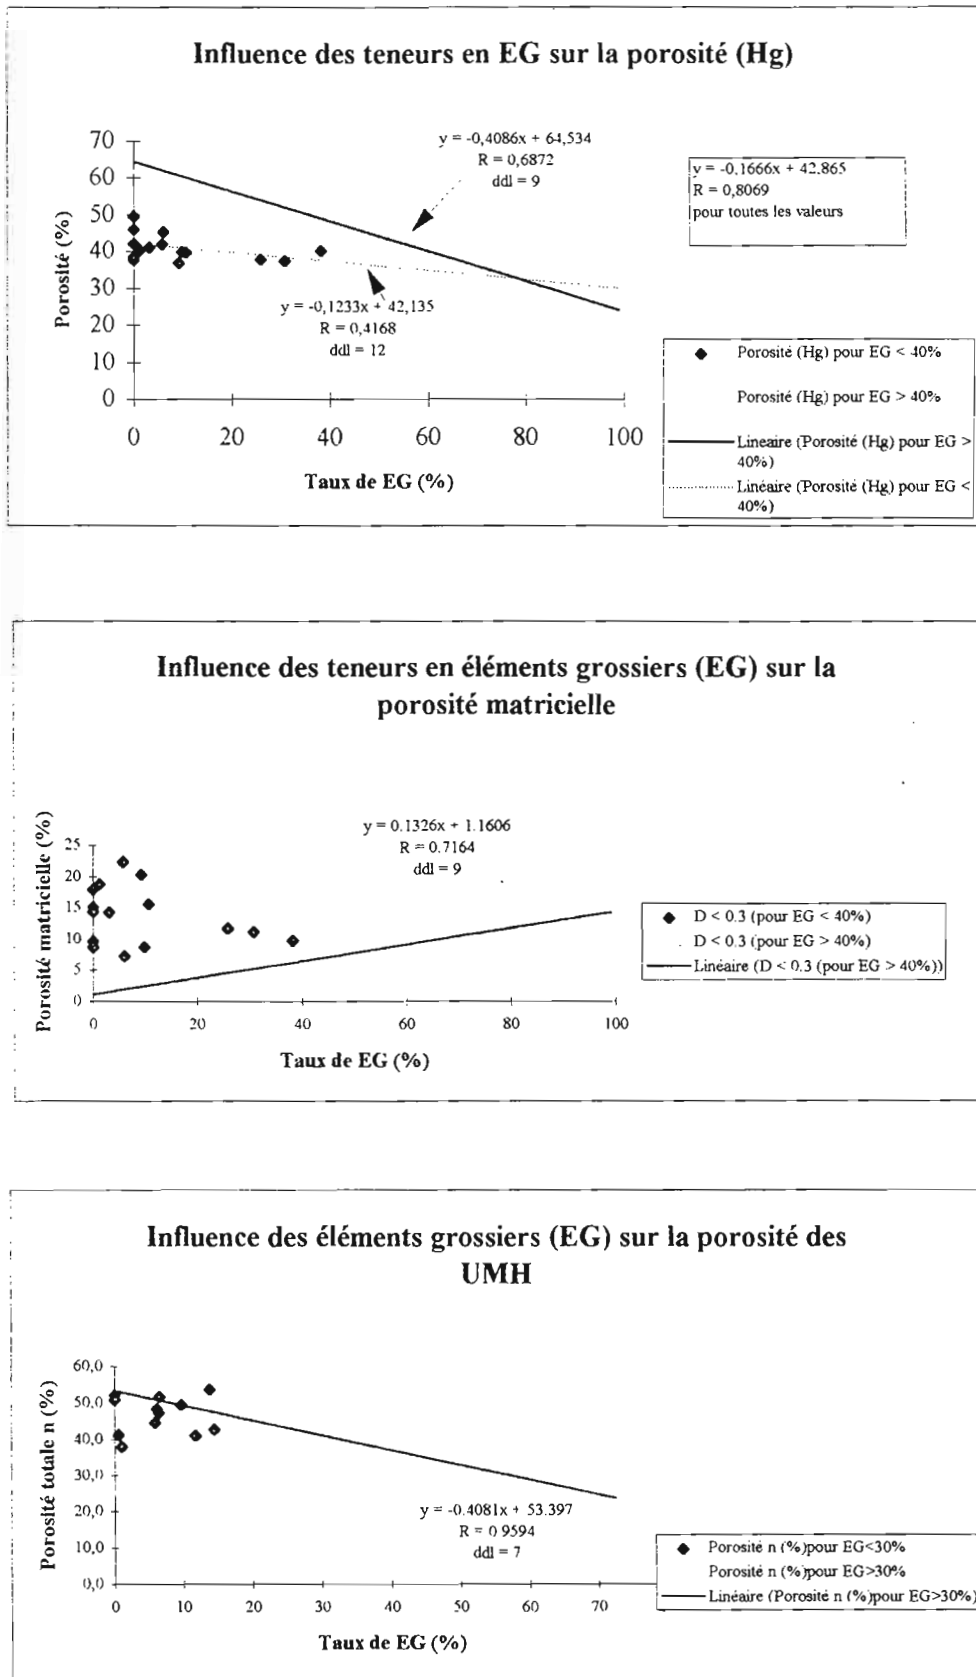 Influence des teneurs en EG sur la porosité (Hg)
y = -0,4086x + 64,534
R = 0,6872
ddl = 9
y = -0.1666x + 42.865
R = 0,8069
pour toutes les valeurs
Porosité (%)
70
60
50
40
30
20
10
0
y = -0,1233x + 42,135
R = 0,4168
ddl = 12
0 20 40 60 80 100
Taux de EG (%)
Porosité (Hg) pour EG < 40%
Porosité (Hg) pour EG > 40%
Lineaire (Porosité (Hg) pour EG >
40%)
Linéaire (Porosité (Hg) pour EG <
40%)
Influence des teneurs en éléments grossiers (EG) sur la
porosité matricielle
y = 0.1326x + 1.1606
R = 0.7164
ddl = 9
Porosité matricielle (%)
25
20
15
10
5
0
0 20 40 60 80 100
Taux de EG (%)
D < 0.3 (pour EG < 40%)
D < 0.3 (pour EG > 40%)
Linéaire (D < 0.3 (pour EG > 40%))
Influence des éléments grossiers (EG) sur la porosité des
UMH
Porosité totale n (%)
60,0
50,0
40,0
30,0
20,0
10,0
0,0
y = -0.4081x + 53.397
R = 0.9594
ddl = 7
0 10 20 30 40 50 60 70
Taux de EG (%)
Porosité n (%)pour EG<30%
Porosité n (%)pour EG>30%
Linéaire (Porosité n (%)pour EG>30%)